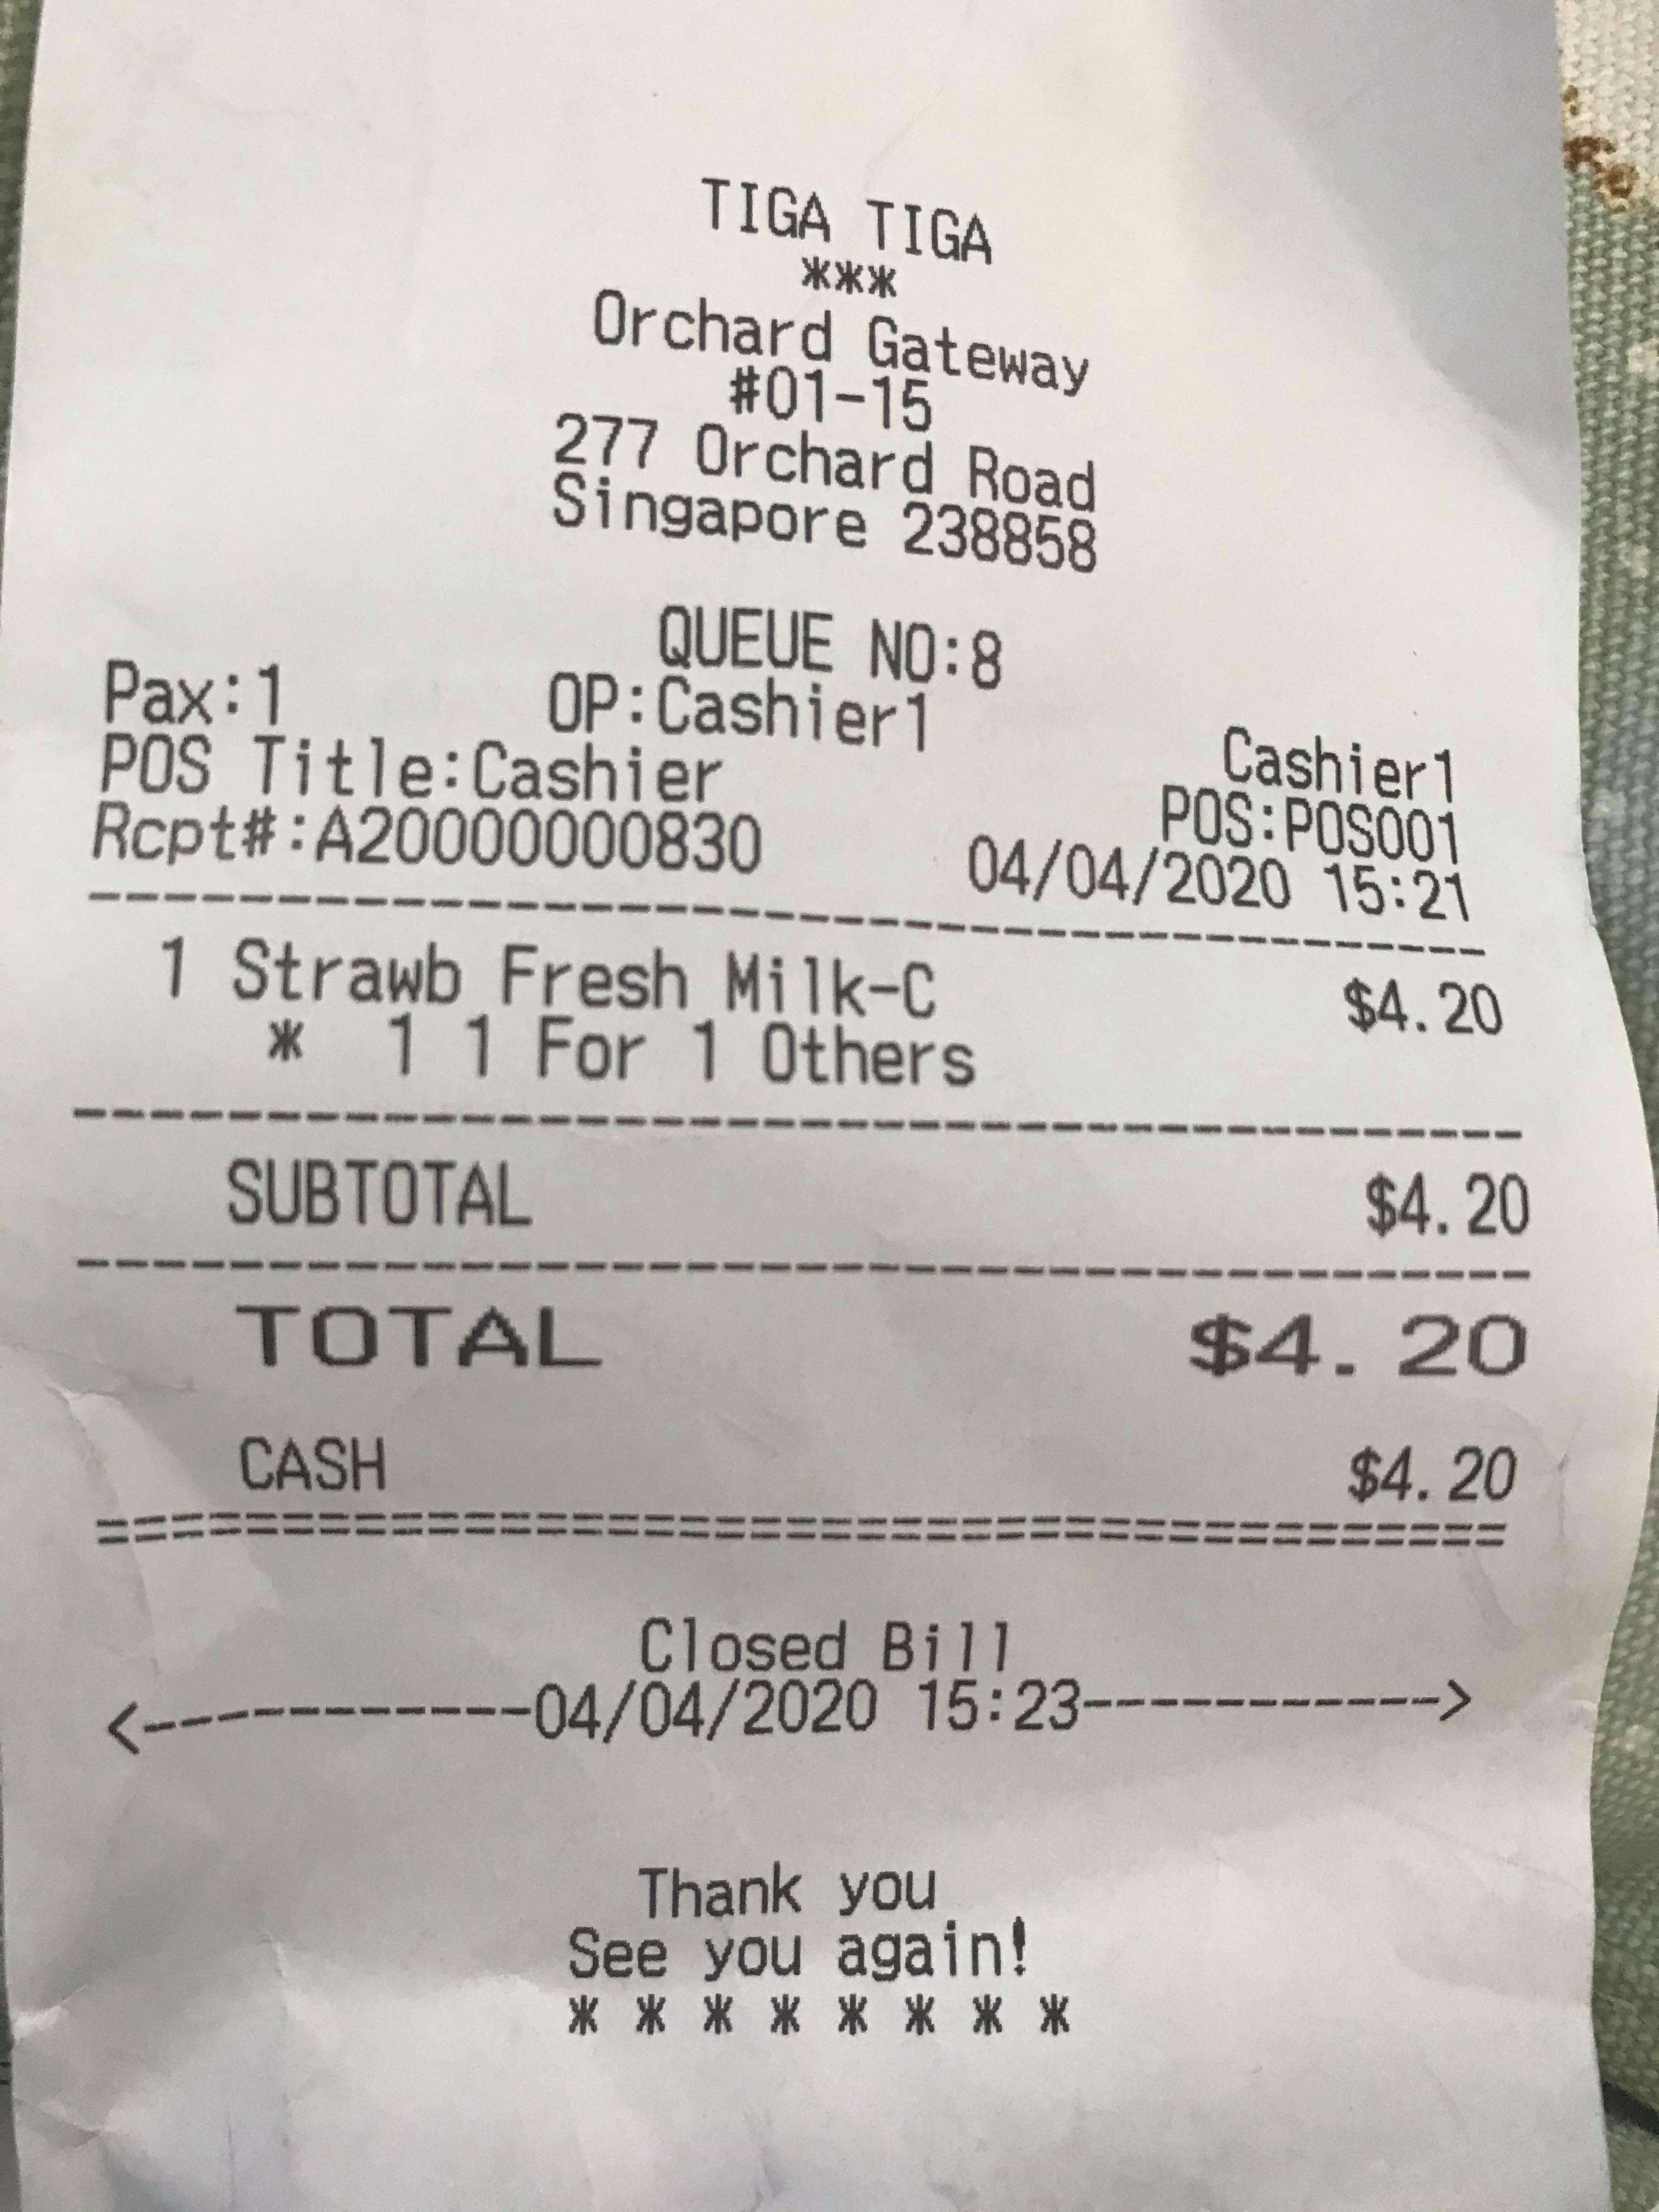 TIGA TIGA
***
Orchard Gateway
#01-15
277 Orchard Road
Singapore 238858
QUEUE NO:8
Pax:1 OP:Cashier1 Cashier1
POS Title:Cashier POS:POS001
Rcpt#:A20000000830 04/04/2020 15:21
------------------------------------------
1 Strawb Fresh Milk-C $4.20
* 1 1 For 1 Others
------------------------------------------
SUBTOTAL $4.20
------------------------------------------
TOTAL $4.20
CASH $4.20
==========================================
Closed Bill
<-----------04/04/2020 15:23----------->
Thank you
See you again!
* * * * * * * *